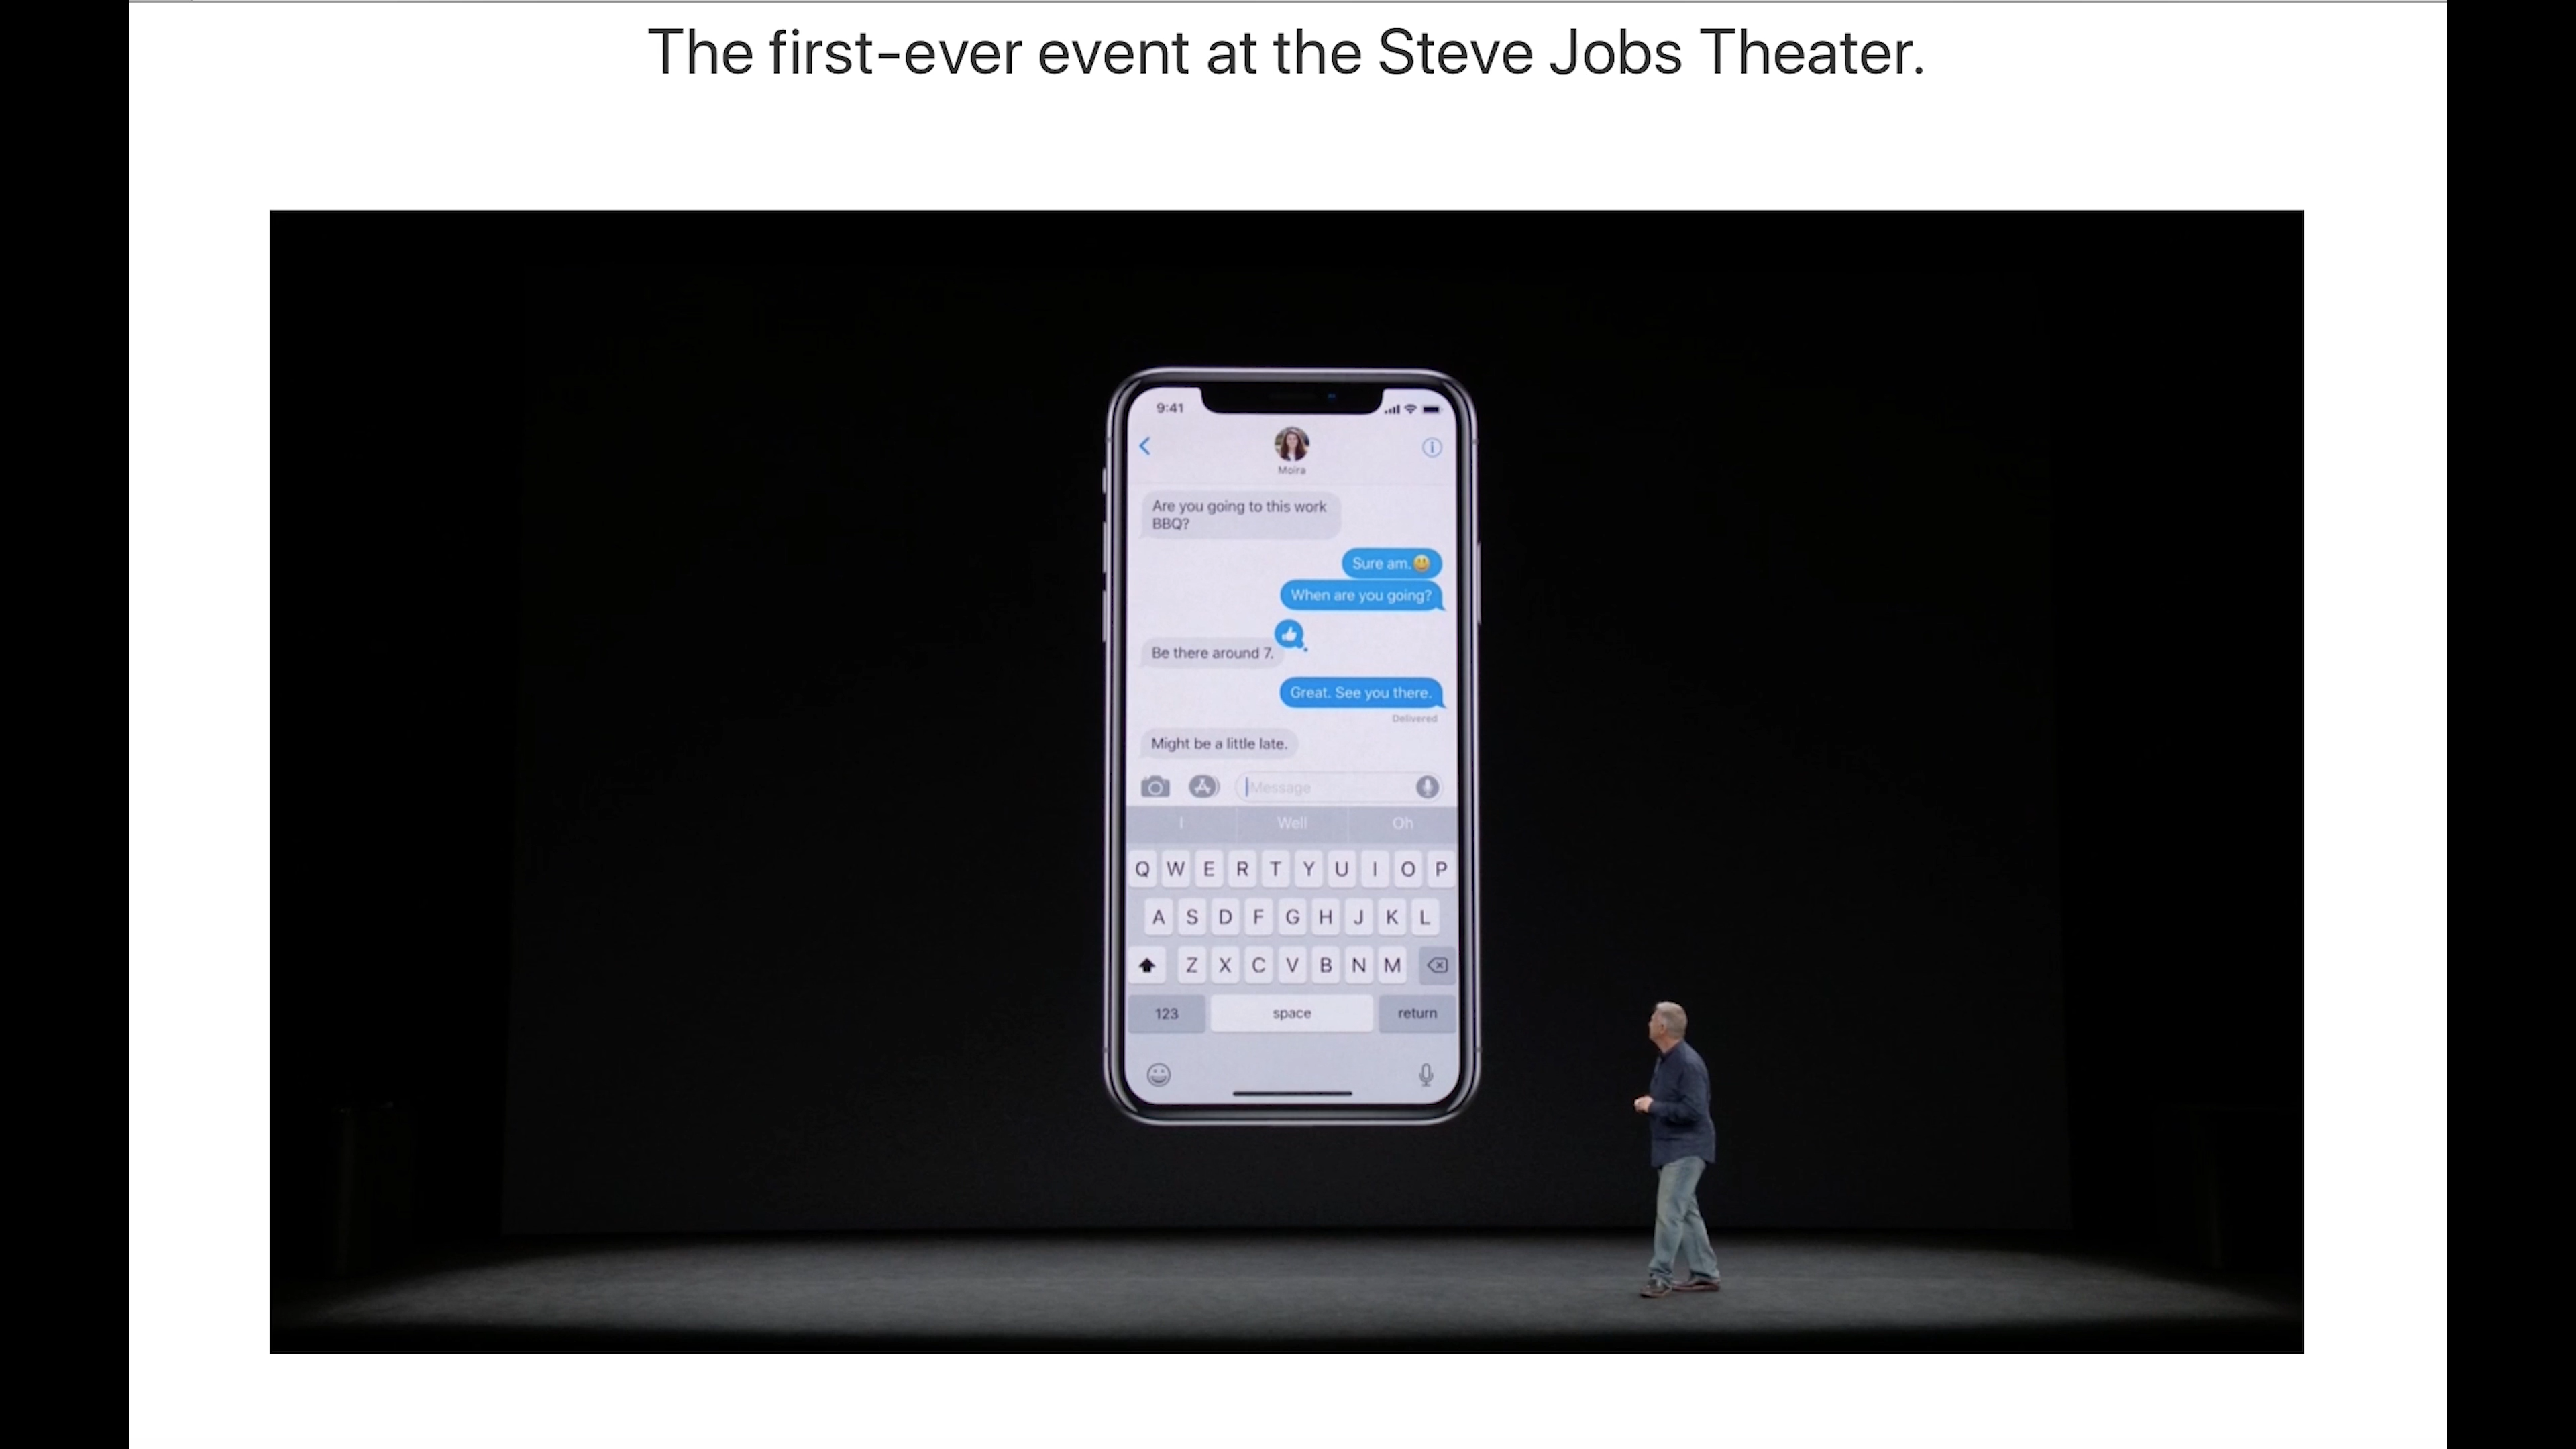 The first-ever event at the Steve Jobs Theater.
9:41
Moira
Are you going to this work
BBQ?
Sure am.😃
When are you going?
Be there around 7.
Great. See you there.
Delivered
Might be a little late.
Message
I Well Oh
Q W E R T Y U I O P
A S D F G H J K L
Z X C V B N M
123 space return